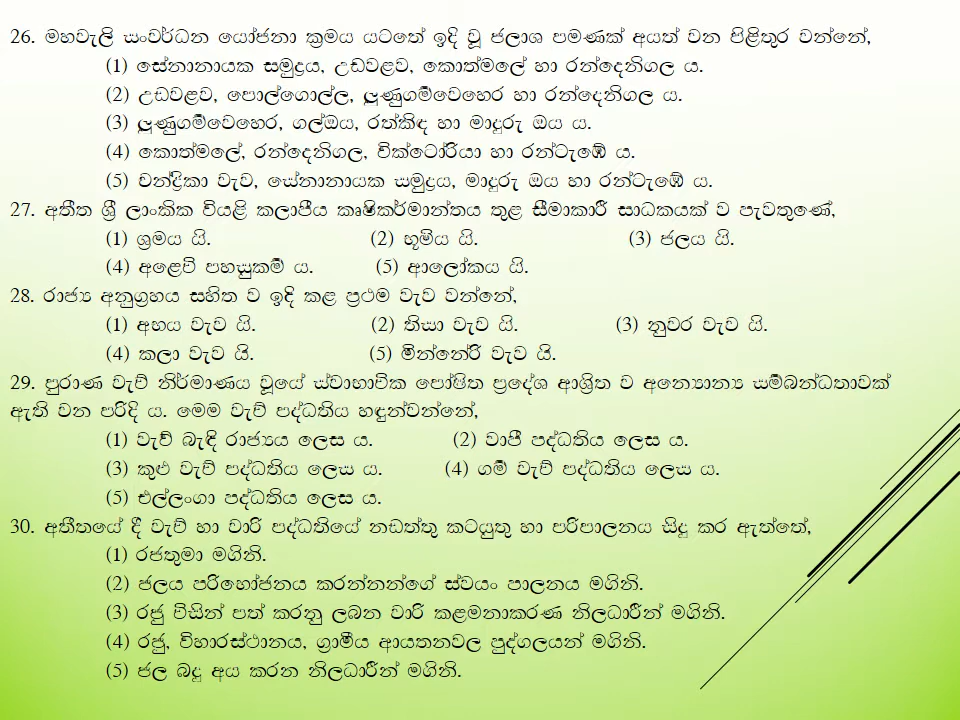 26. මහවැලි සංවර්ධන යෝජනා ක්‍රමය යටතේ ඉදි වූ ජලාශ පමණක් අයත් වන පිළිතුර වන්නේ,
(1) සේනානායක සමුද්‍රය, උඩවළව, කොත්මලේ හා රන්දෙනිගල ය.
(2) උඩවළව, පොල්ගොල්ල, ලුණුගම්වෙහෙර හා රන්දෙනිගල ය.
(3) ලුණුගම්වෙහෙර, ගල්ඔය, රත්කිඳ හා මාදුරු ඔය ය.
(4) කොත්මලේ, රන්දෙනිගල, වික්ටෝරියා හා රන්ටැඹේ ය.
(5) චන්ද්‍රිකා වැව, සේනානායක සමුද්‍රය, මාදුරු ඔය හා රන්ටැඹේ ය.
27. අතීත ශ්‍රී ලාංකික වියළි කලාපීය කෘෂිකර්මාන්තය තුළ සීමාකාරී සාධකයක් ව පැවතුණේ,
(1) ශ්‍රමය යි. (2) භූමිය යි. (3) ජලය යි.
(4) අළෙවි පහසුකම් ය. (5) ආලෝකය යි.
28. රාජ්‍ය අනුග්‍රහය සහිත ව ඉදි කළ ප්‍රථම වැව වන්නේ,
(1) අභය වැව යි. (2) තිසා වැව යි. (3) නුවර වැව යි.
(4) කලා වැව යි. (5) මින්නේරි වැව යි.
29. පුරාණ වැව් නිර්මාණය වූයේ ස්වාභාවික පෝෂිත ප්‍රදේශ ආශ්‍රිත ව අන්‍යොන්‍ය සම්බන්ධතාවක්
ඇති වන පරිදි ය. මෙම වැව් පද්ධතිය හඳුන්වන්නේ,
(1) වැව් බැඳි රාජ්‍යය ලෙස ය. (2) වාපී පද්ධතිය ලෙස ය.
(3) කුළු වැව් පද්ධතිය ලෙස ය. (4) ගම් වැව් පද්ධතිය ලෙස ය.
(5) එල්ලංගා පද්ධතිය ලෙස ය.
30. අතීතයේ දී වැව් හා වාරි පද්ධතියේ නඩත්තු කටයුතු හා පරිපාලනය සිදු කර ඇත්තේ,
(1) රජතුමා මගිනි.
(2) ජලය පරිභෝජනය කරන්නන්ගේ ස්වයං පාලනය මගිනි.
(3) රජු විසින් පත් කරනු ලබන වාරි කළමනාකරණ නිලධාරීන් මගිනි.
(4) රජු, විහාරස්ථානය, ග්‍රාමීය ආයතනවල පුද්ගලයන් මගිනි.
(5) ජල බදු අය කරන නිලධාරීන් මගිනි.